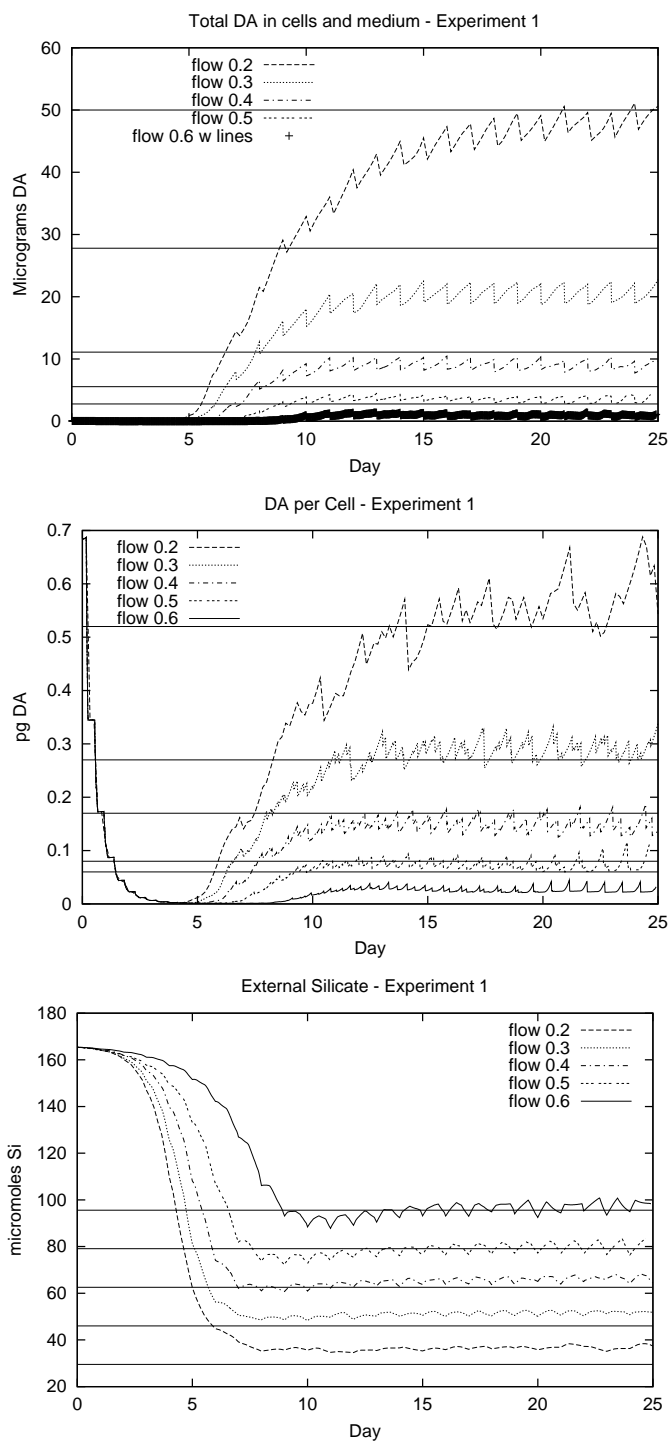 Total DA in cells and medium - Experiment 1
60
50
40
30
20
10
0
Micrograms DA
flow 0.2
flow 0.3
flow 0.4
flow 0.5
flow 0.6 w lines
0 5 10 15 20 25
Day
DA per Cell - Experiment 1
0.7
0.6
0.5
0.4
0.3
0.2
0.1
0
pg DA
flow 0.2
flow 0.3
flow 0.4
flow 0.5
flow 0.6
0 5 10 15 20 25
Day
External Silicate - Experiment 1
180
160
140
120
100
80
60
40
20
micromoles Si
flow 0.2
flow 0.3
flow 0.4
flow 0.5
flow 0.6
0 5 10 15 20 25
Day